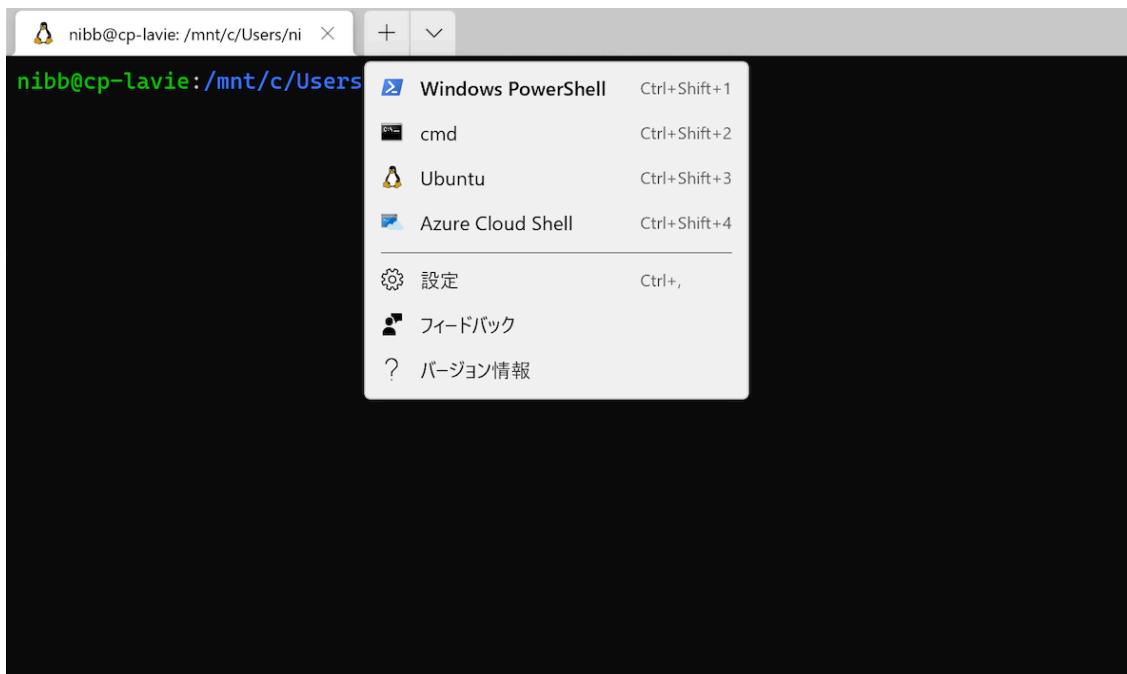 nibb@cp-lavie: /mnt/c/Users/ni
nibb@cp-lavie:/mnt/c/Users
Windows PowerShell Ctrl+Shift+1
cmd Ctrl+Shift+2
Ubuntu Ctrl+Shift+3
Azure Cloud Shell Ctrl+Shift+4
設定 Ctrl+,
フィードバック
バージョン情報